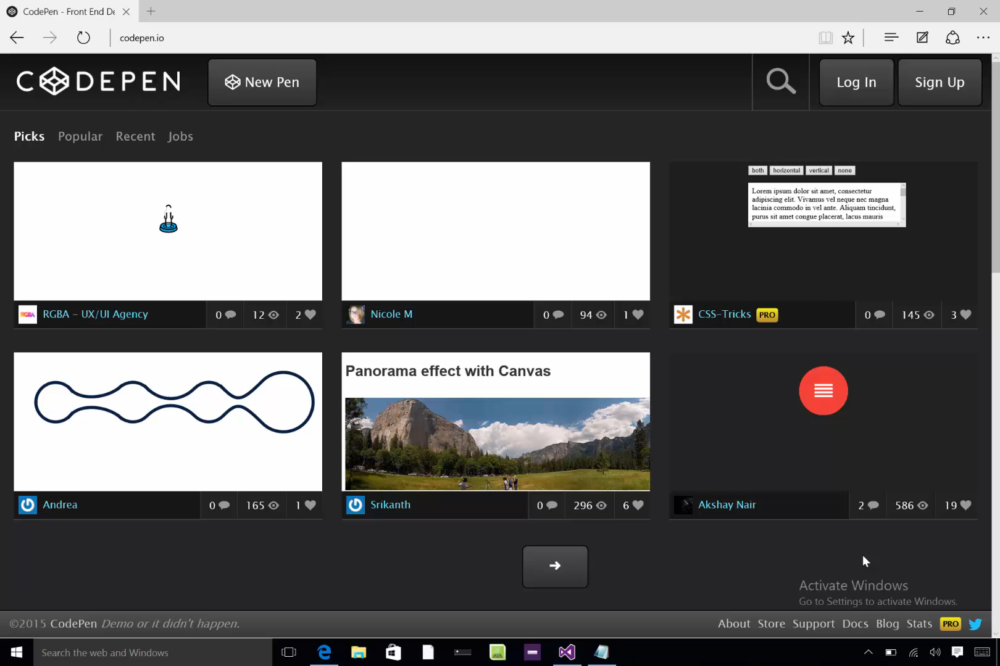 CodePen - Front End De
codepen.io
CODEPEN
New Pen
Log In
Sign Up
Picks Popular Recent Jobs
both horizontal vertical none
Lorem ipsum dolor sit amet, consectetur
adipiscing elit. Vivamus vel neque nec magna
lacinia commodo in vel ante. Aliquam tincidunt,
purus sit amet congue placerat, lacus mauris
RGBA
RGBA – UX/UI Agency 0 12 2
Nicole M 0 94 1
CSS-Tricks PRO 0 145 3
Panorama effect with Canvas
Andrea 0 165 1
Srikanth 0 296 6
Akshay Nair 2 586 19
Activate Windows
Go to Settings to activate Windows.
©2015 CodePen Demo or it didn't happen.
About Store Support Docs Blog Stats PRO
Search the web and Windows